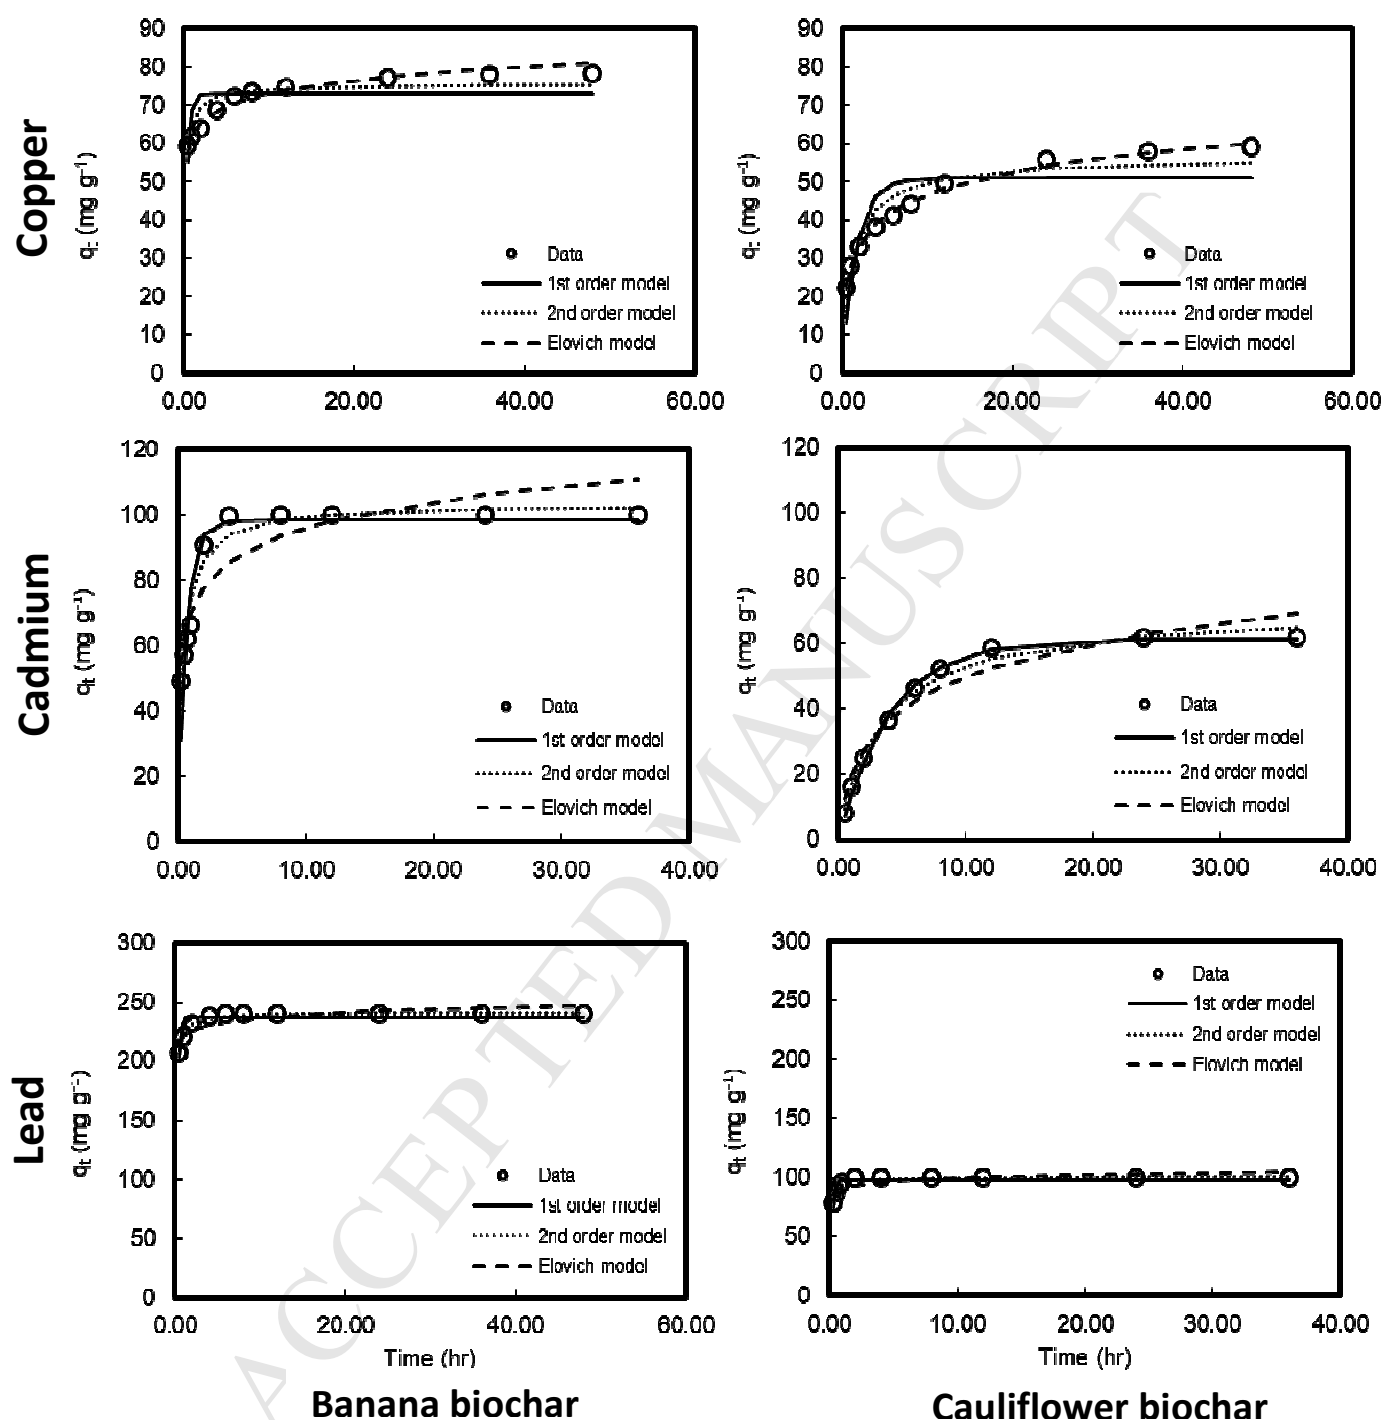 Copper
90
80
70
60
50
40
30
20
10
0
qt (mg g-1)
0.00 20.00 40.00 60.00
Data
1st order model
2nd order model
Elovich model
90
80
70
60
50
40
30
20
10
0
qt (mg g-1)
0.00 20.00 40.00 60.00
Data
1st order model
2nd order model
Elovich model
Cadmium
120
100
80
60
40
20
0
qt (mg g-1)
0.00 10.00 20.00 30.00 40.00
Data
1st order model
2nd order model
Elovich model
120
100
80
60
40
20
0
qt (mg g-1)
0.00 10.00 20.00 30.00 40.00
Data
1st order model
2nd order model
Elovich model
Lead
300
250
200
150
100
50
0
qt (mg g-1)
0.00 20.00 40.00 60.00
Time (hr)
Data
1st order model
2nd order model
Elovich model
300
250
200
150
100
50
0
qt (mg g-1)
0.00 10.00 20.00 30.00 40.00
Time (hr)
Data
1st order model
2nd order model
Elovich model
Banana biochar
Cauliflower biochar
ACCEPTED MANUSCRIPT